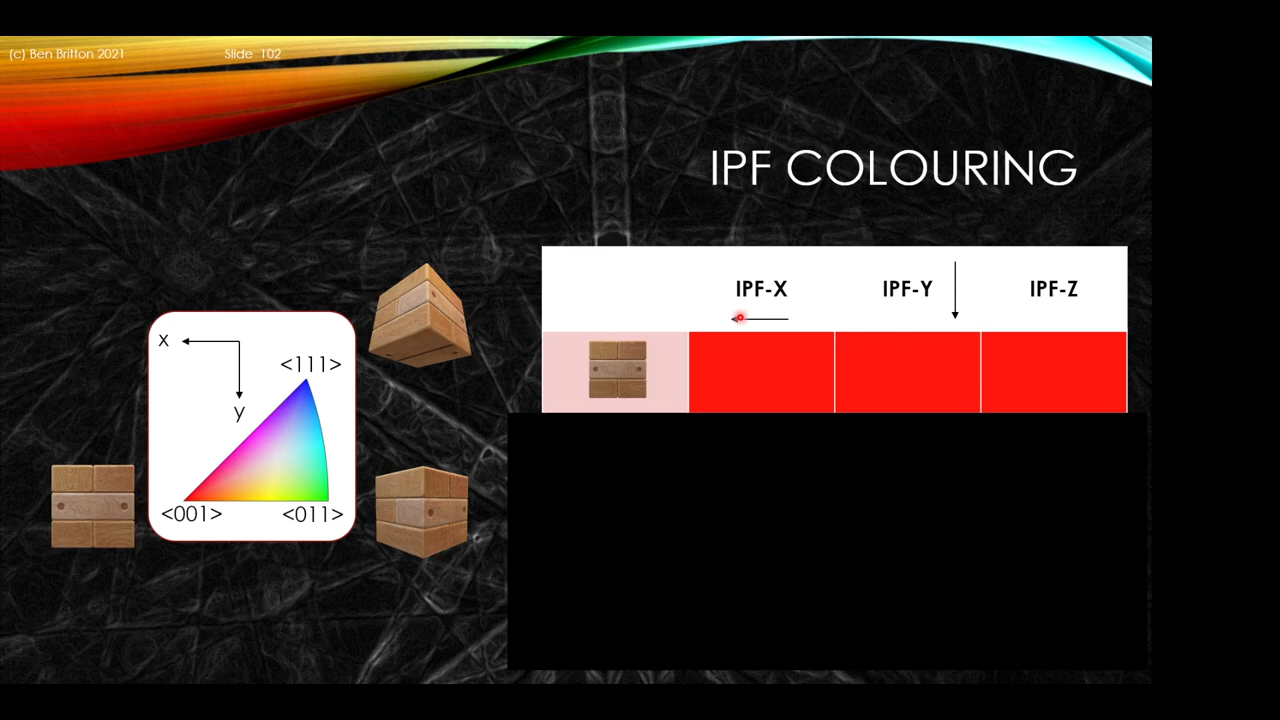 (c) Ben Britton 2021
Slide 102
IPF COLOURING
IPF-X IPF-Y IPF-Z
x
y
<111>
<001> <011>